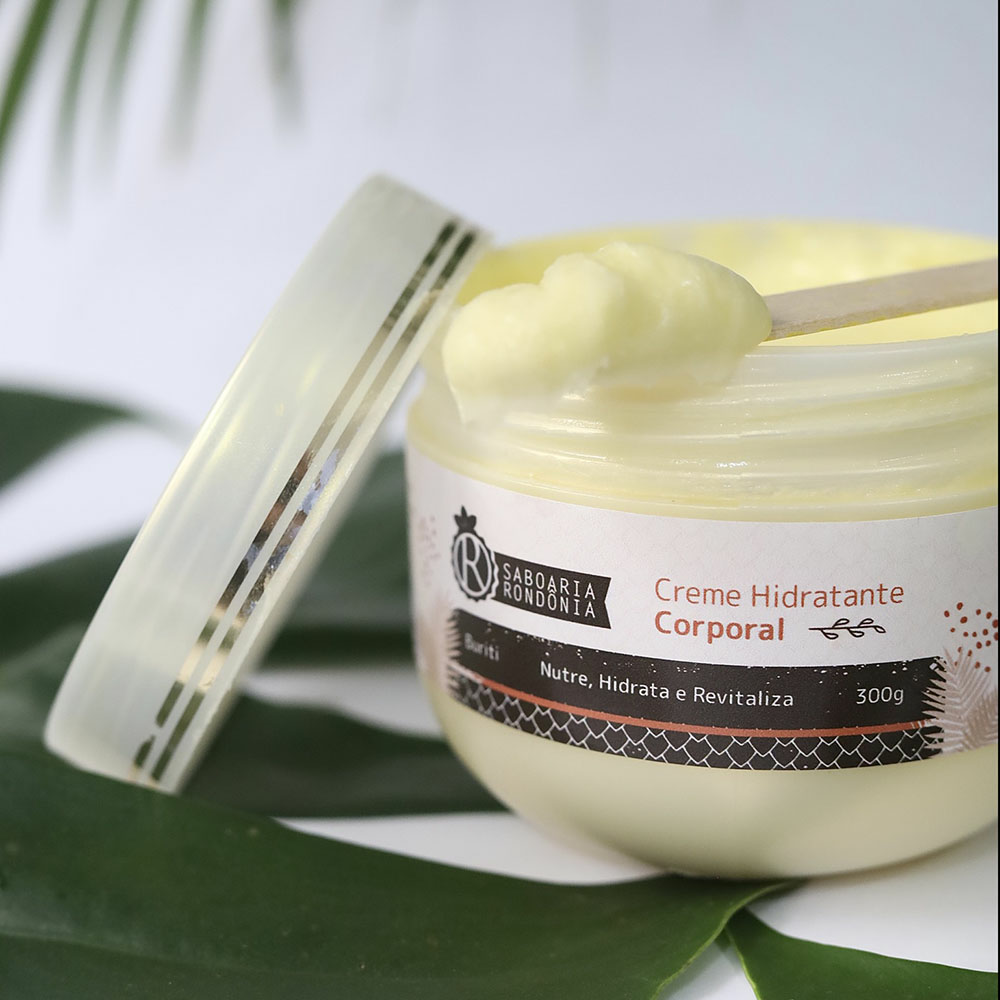 R
SABOARIA
RONDÔNIA
Creme Hidratante
Corporal
Buriti
Nutre, Hidrata e Revitaliza
300g